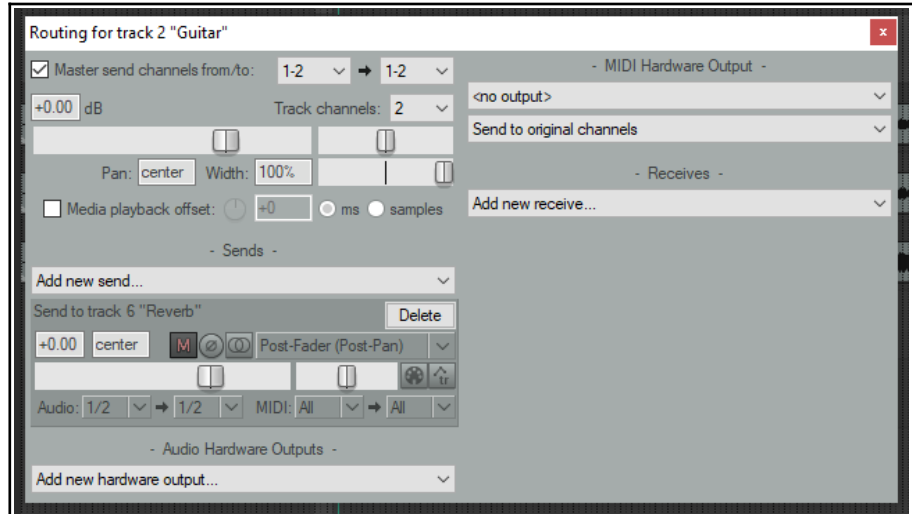 Routing for track 2 "Guitar"
x
Master send channels from/to: 1-2 1-2
+0.00 dB Track channels: 2
Pan: center Width: 100%
Media playback offset: +0 ms samples
- Sends -
Add new send...
Send to track 6 "Reverb" Delete
+0.00 center M Post-Fader (Post-Pan)
tr
Audio: 1/2 1/2 MIDI: All All
- Audio Hardware Outputs -
Add new hardware output...
- MIDI Hardware Output -
<no output>
Send to original channels
- Receives -
Add new receive...